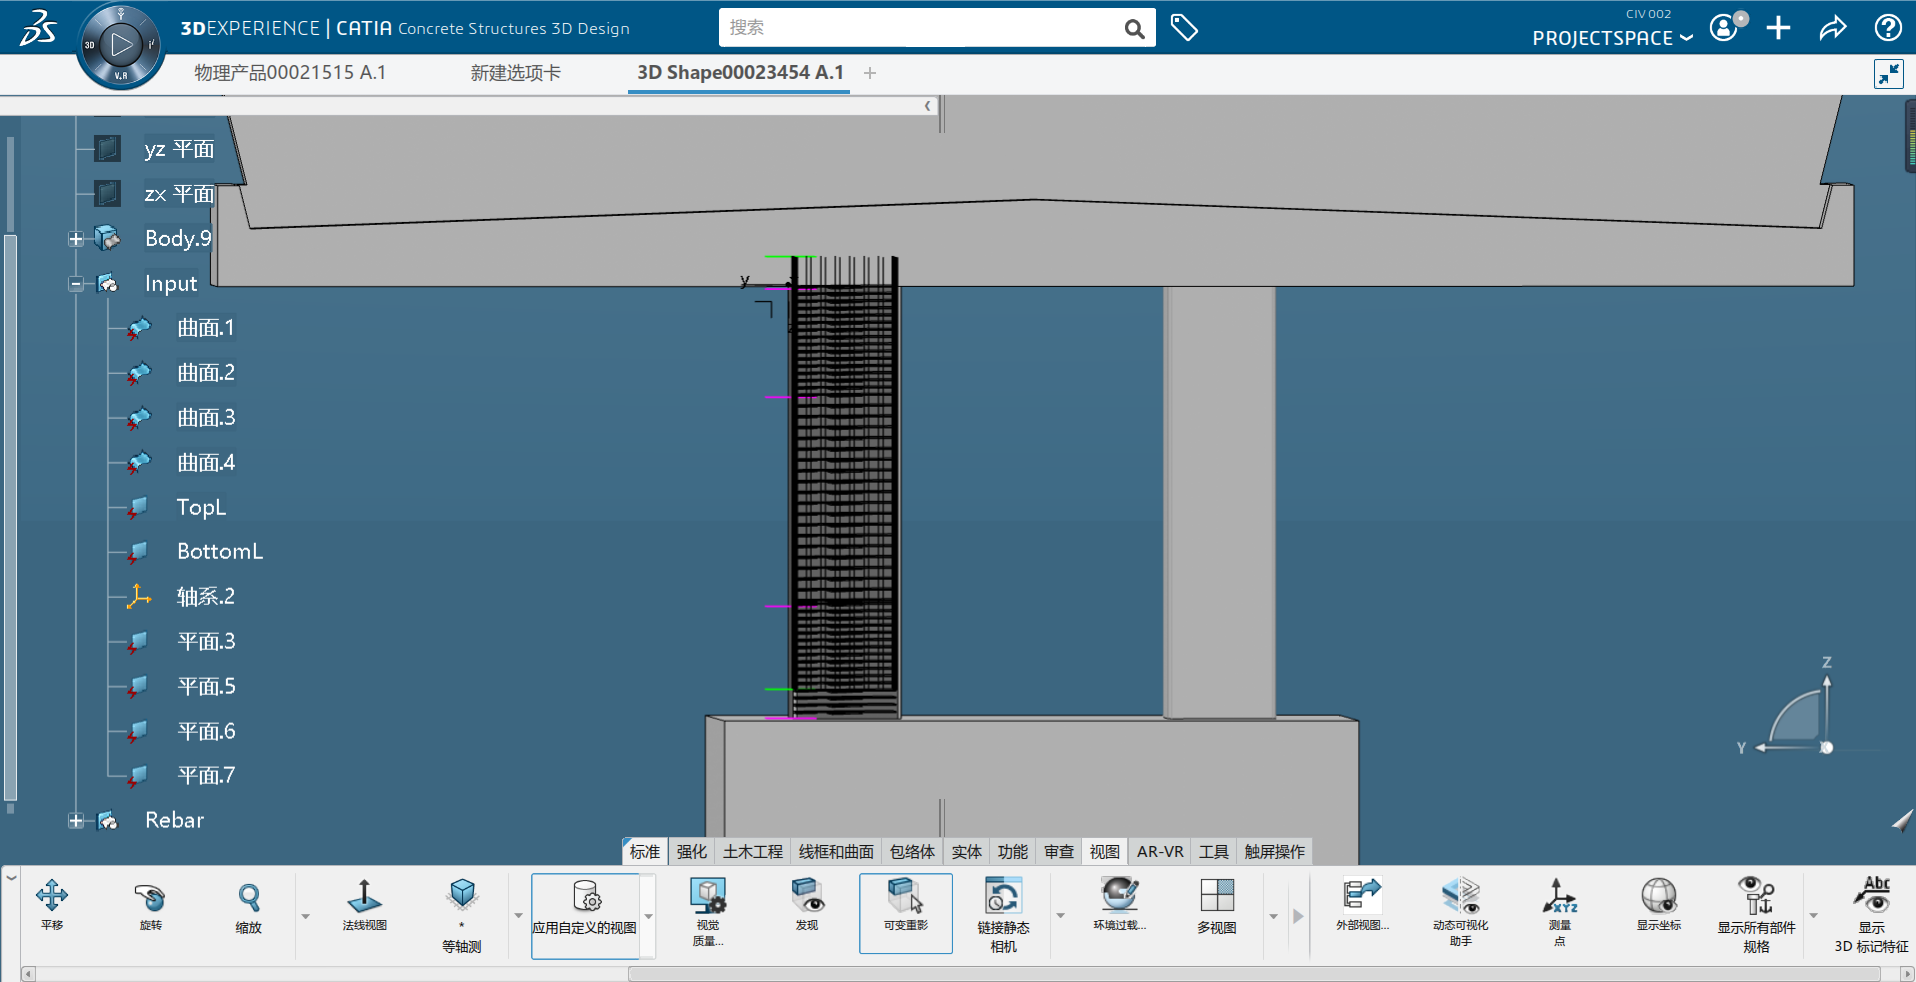 CIV 002
3DEXPERIENCE | CATIA Concrete Structures 3D Design
搜索
PROJECTSPACE
3D
V.R
物理产品00021515 A.1
新建选项卡
3D Shape00023454 A.1
yz 平面
zx 平面
Body.9
Input
曲面.1
曲面.2
曲面.3
曲面.4
TopL
BottomL
轴系.2
平面.3
平面.5
平面.6
平面.7
Rebar
y
z
Z
Y
X
标准 强化 土木工程 线框和曲面 包络体 实体 功能 审查 视图 AR-VR 工具 触屏操作
平移
旋转
缩放
法线视图
*
等轴测
应用自定义的视图
视觉
质量...
发现
可变重影
链接静态
相机
环境过载...
多视图
外部视图...
动态可视化
助手
XYZ
测量
点
显示坐标
显示所有部件
规格
Abc
显示
3D 标记特征